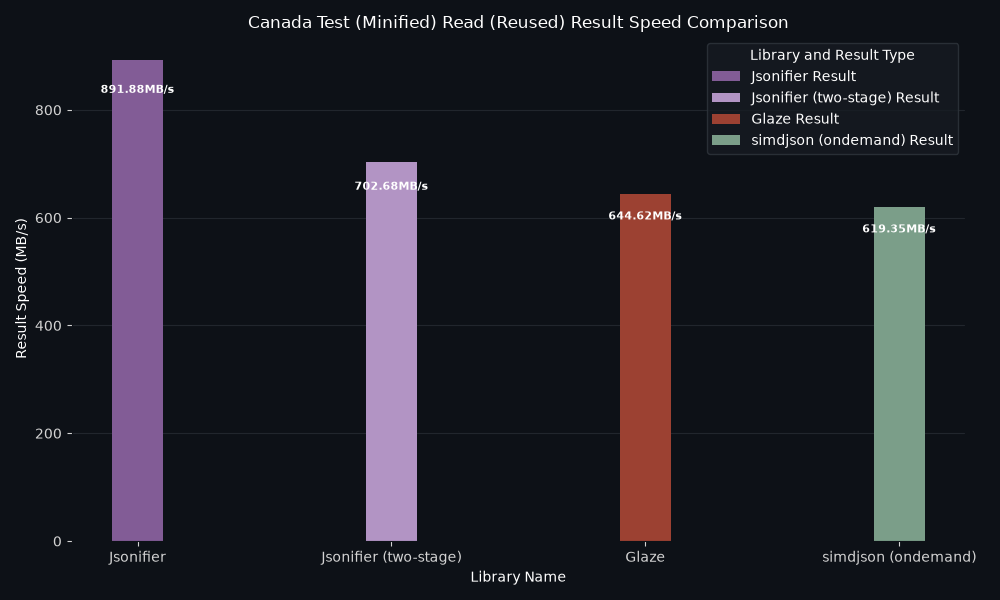 Canada Test (Minified) Read (Reused) Result Speed Comparison
Library and Result Type
Jsonifier Result
Jsonifier (two-stage) Result
Glaze Result
simdjson (ondemand) Result
891.88MB/s
702.68MB/s
644.62MB/s
619.35MB/s
Result Speed (MB/s)
800
600
400
200
0
Jsonifier
Jsonifier (two-stage)
Glaze
simdjson (ondemand)
Library Name